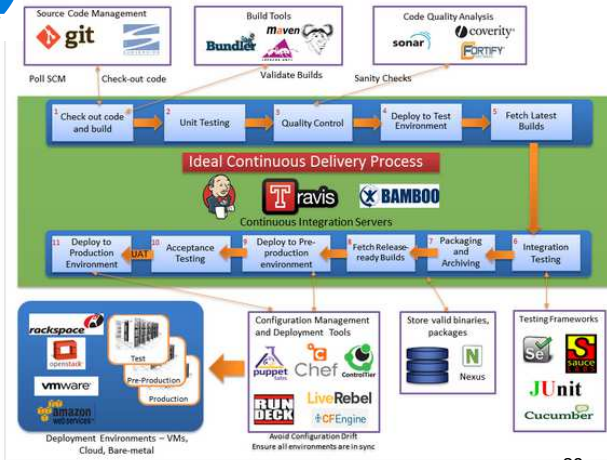 Source Code Management
git
SUBVERSION
Build Tools
Bundler
maven
Code Quality Analysis
sonar
coverity
FORTIFY
Poll SCM
Check-out code
Validate Builds
Sanity Checks
1
Check out code
and build
2
Unit Testing
3
Quality Control
4
Deploy to Test
Environment
5
Fetch Latest
Builds
Ideal Continuous Delivery Process
Travis
BAMBOO
Continuous Integration Servers
11
Deploy to
Production
Environment
UAT
10
Acceptance
Testing
9
Deploy to Pre-
production
environment
8
Fetch Release-
ready Builds
7
Packaging
and
Archiving
6
Integration
Testing
rackspace
openstack
vmware
amazon
webservices
Test
Pre-Production
Production
Deployment Environments – VMs,
Cloud, Bare-metal
Configuration Management
and Deployment Tools
puppet
labs
Chef
ControlTier
RUN
DECK
LiveRebel
CFEngine
Avoid Configuration Drift
Ensure all environments are in sync
Store valid binaries,
packages
N
Nexus
Testing Frameworks
Se
SAUCE
LABS
JUnit
Cucumber